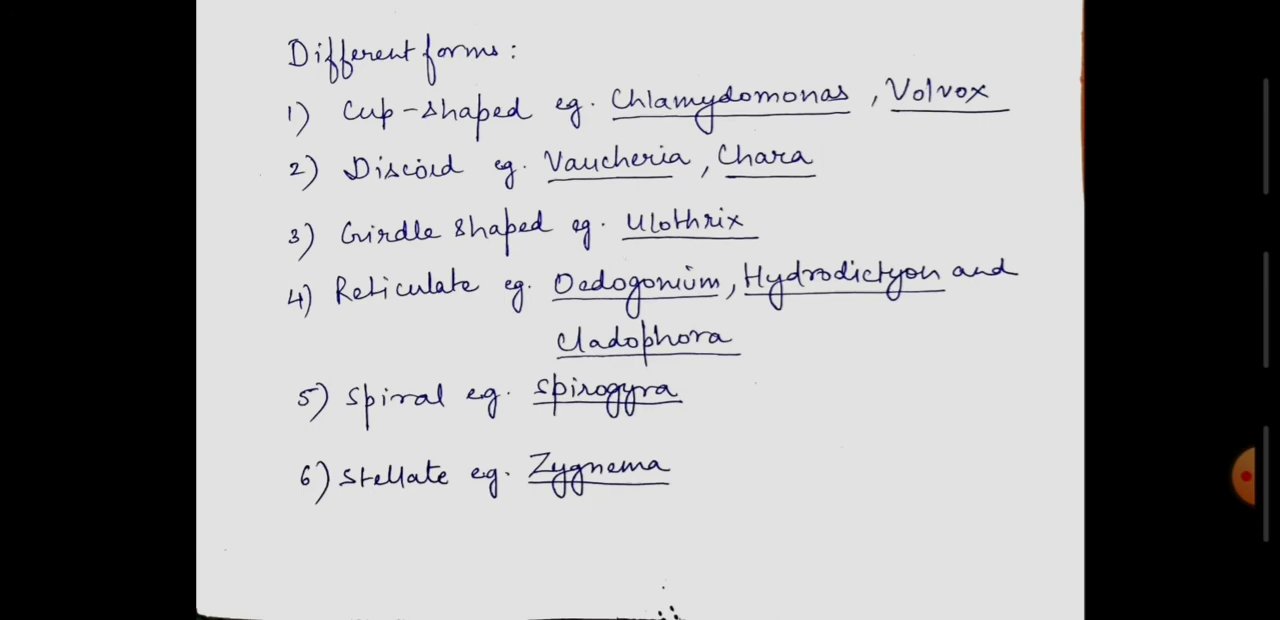 Different forms:
1) Cup-shaped eg. Chlamydomonas, Volvox
2) Discoid eg. Vaucheria, Chara
3) Girdle shaped eg. Ulothrix
4) Reticulate eg. Oedogonium, Hydrodictyon and
Cladophora
5) Spiral eg. Spirogyra
6) Stellate eg. Zygnema